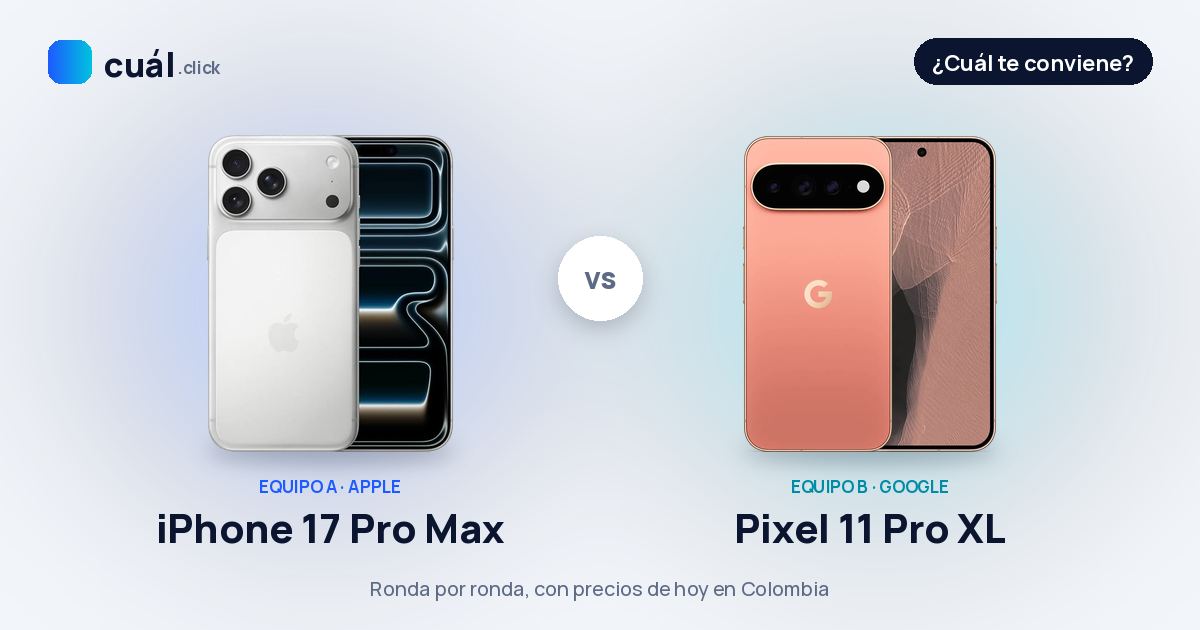 cuál.click
¿Cuál te conviene?
G
VS
EQUIPO A · APPLE
EQUIPO B · GOOGLE
iPhone 17 Pro Max
Pixel 11 Pro XL
Ronda por ronda, con precios de hoy en Colombia